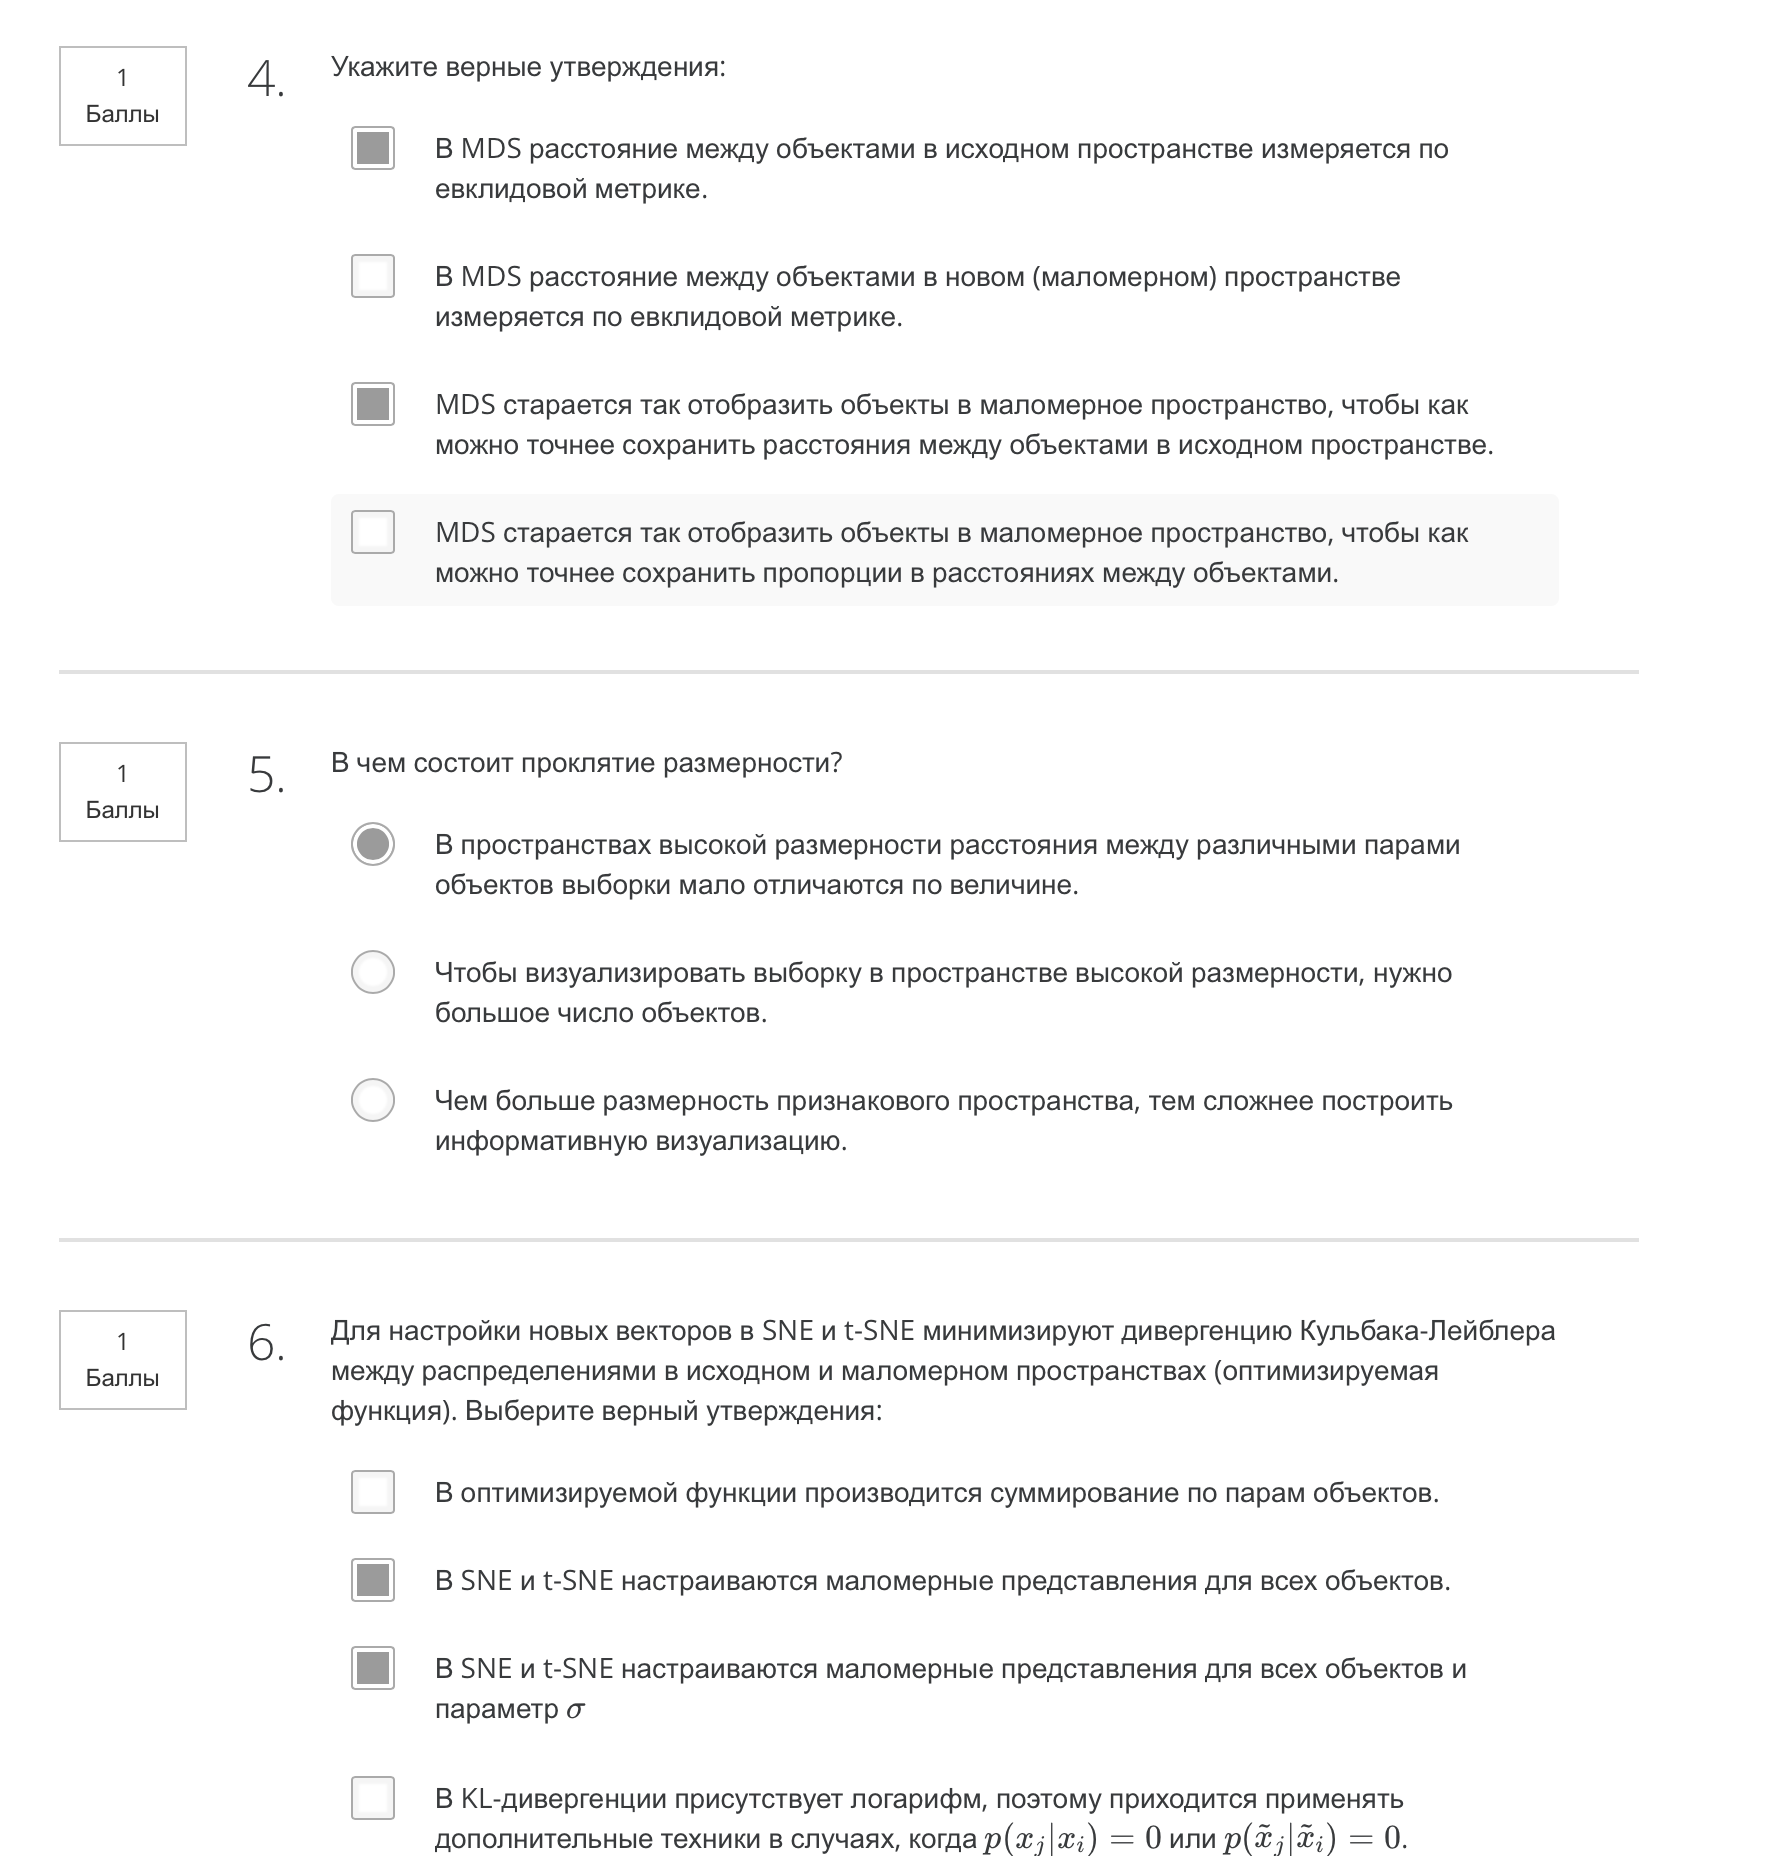 1
Баллы
4.
Укажите верные утверждения:
В MDS расстояние между объектами в исходном пространстве измеряется по
евклидовой метрике.
В MDS расстояние между объектами в новом (маломерном) пространстве
измеряется по евклидовой метрике.
MDS старается так отобразить объекты в маломерное пространство, чтобы как
можно точнее сохранить расстояния между объектами в исходном пространстве.
MDS старается так отобразить объекты в маломерное пространство, чтобы как
можно точнее сохранить пропорции в расстояниях между объектами.
1
Баллы
5.
В чем состоит проклятие размерности?
В пространствах высокой размерности расстояния между различными парами
объектов выборки мало отличаются по величине.
Чтобы визуализировать выборку в пространстве высокой размерности, нужно
большое число объектов.
Чем больше размерность признакового пространства, тем сложнее построить
информативную визуализацию.
1
Баллы
6.
Для настройки новых векторов в SNE и t-SNE минимизируют дивергенцию Кульбака-Лейблера
между распределениями в исходном и маломерном пространствах (оптимизируемая
функция). Выберите верный утверждения:
В оптимизируемой функции производится суммирование по парам объектов.
В SNE и t-SNE настраиваются маломерные представления для всех объектов.
В SNE и t-SNE настраиваются маломерные представления для всех объектов и
параметр σ
В KL-дивергенции присутствует логарифм, поэтому приходится применять
дополнительные техники в случаях, когда p(x_j|x_i) = 0 или p(x̃_j|x̃_i) = 0.